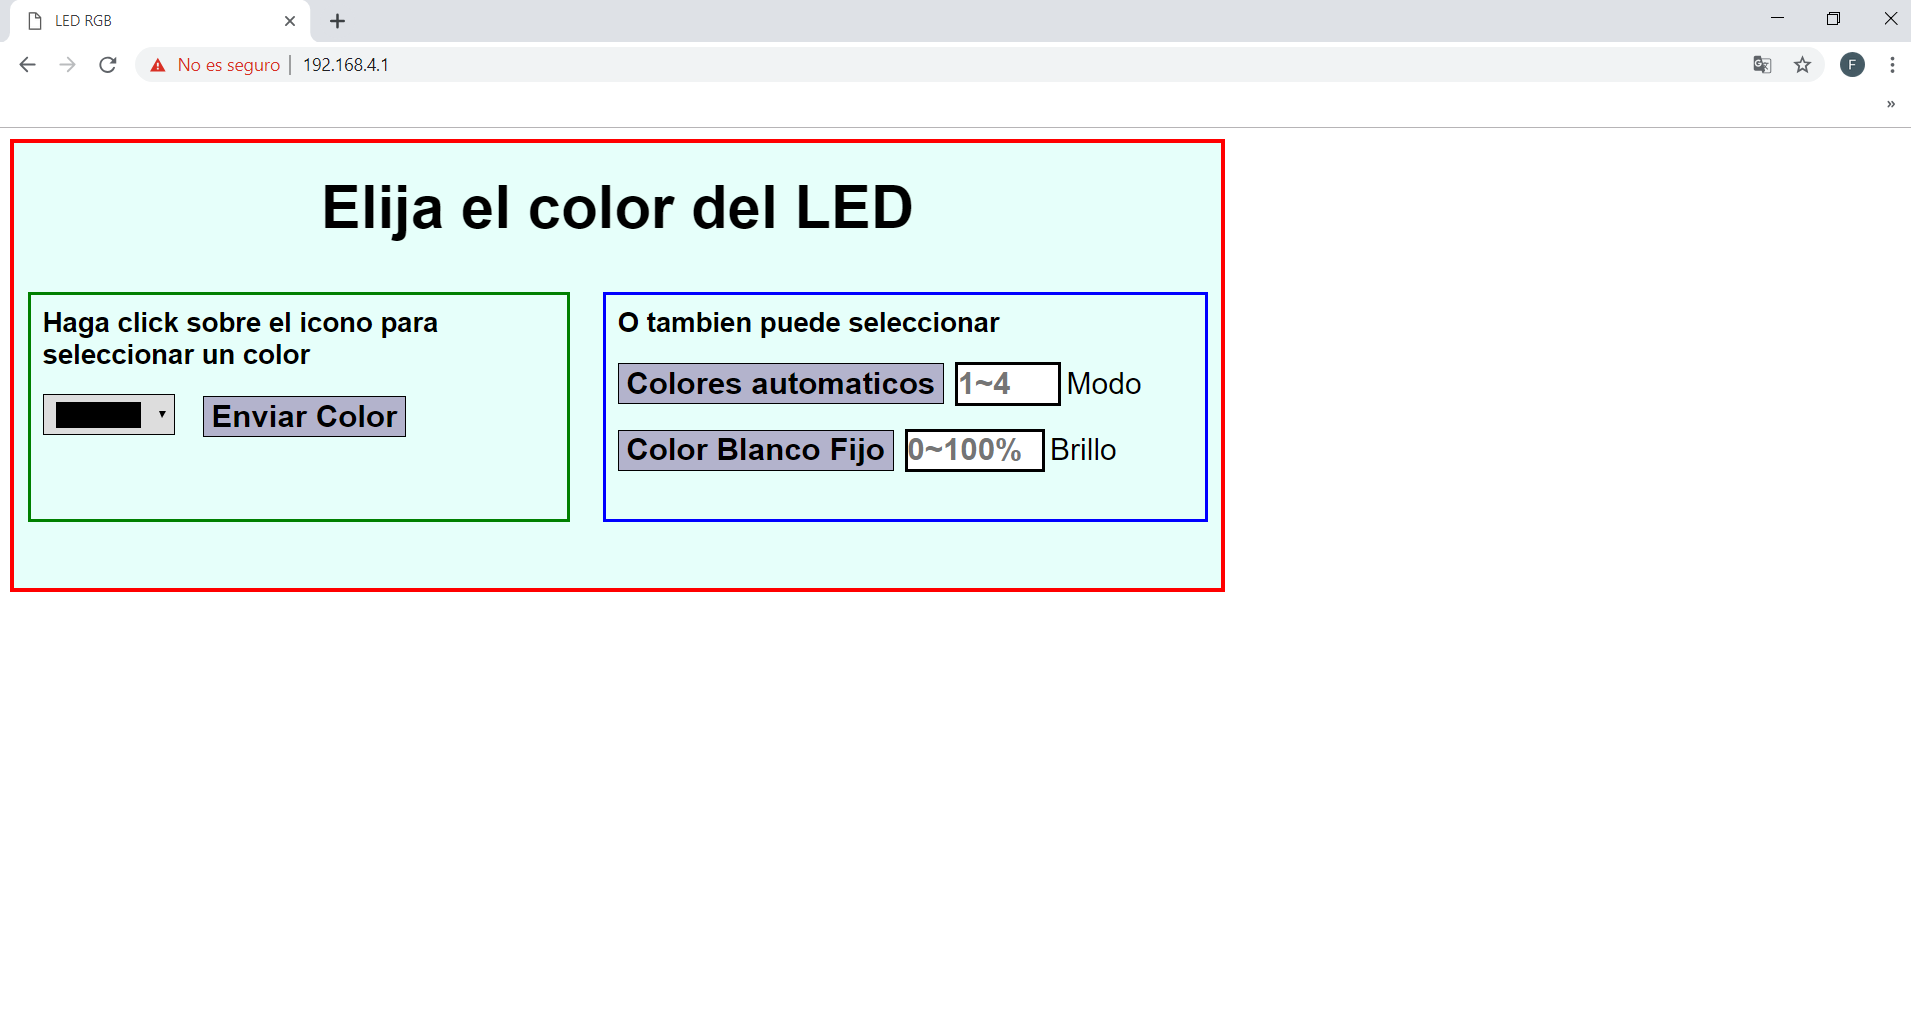 LED RGB
No es seguro | 192.168.4.1
F
»
Elija el color del LED
Haga click sobre el icono para
seleccionar un color
Enviar Color
O tambien puede seleccionar
Colores automaticos 1~4 Modo
Color Blanco Fijo 0~100% Brillo